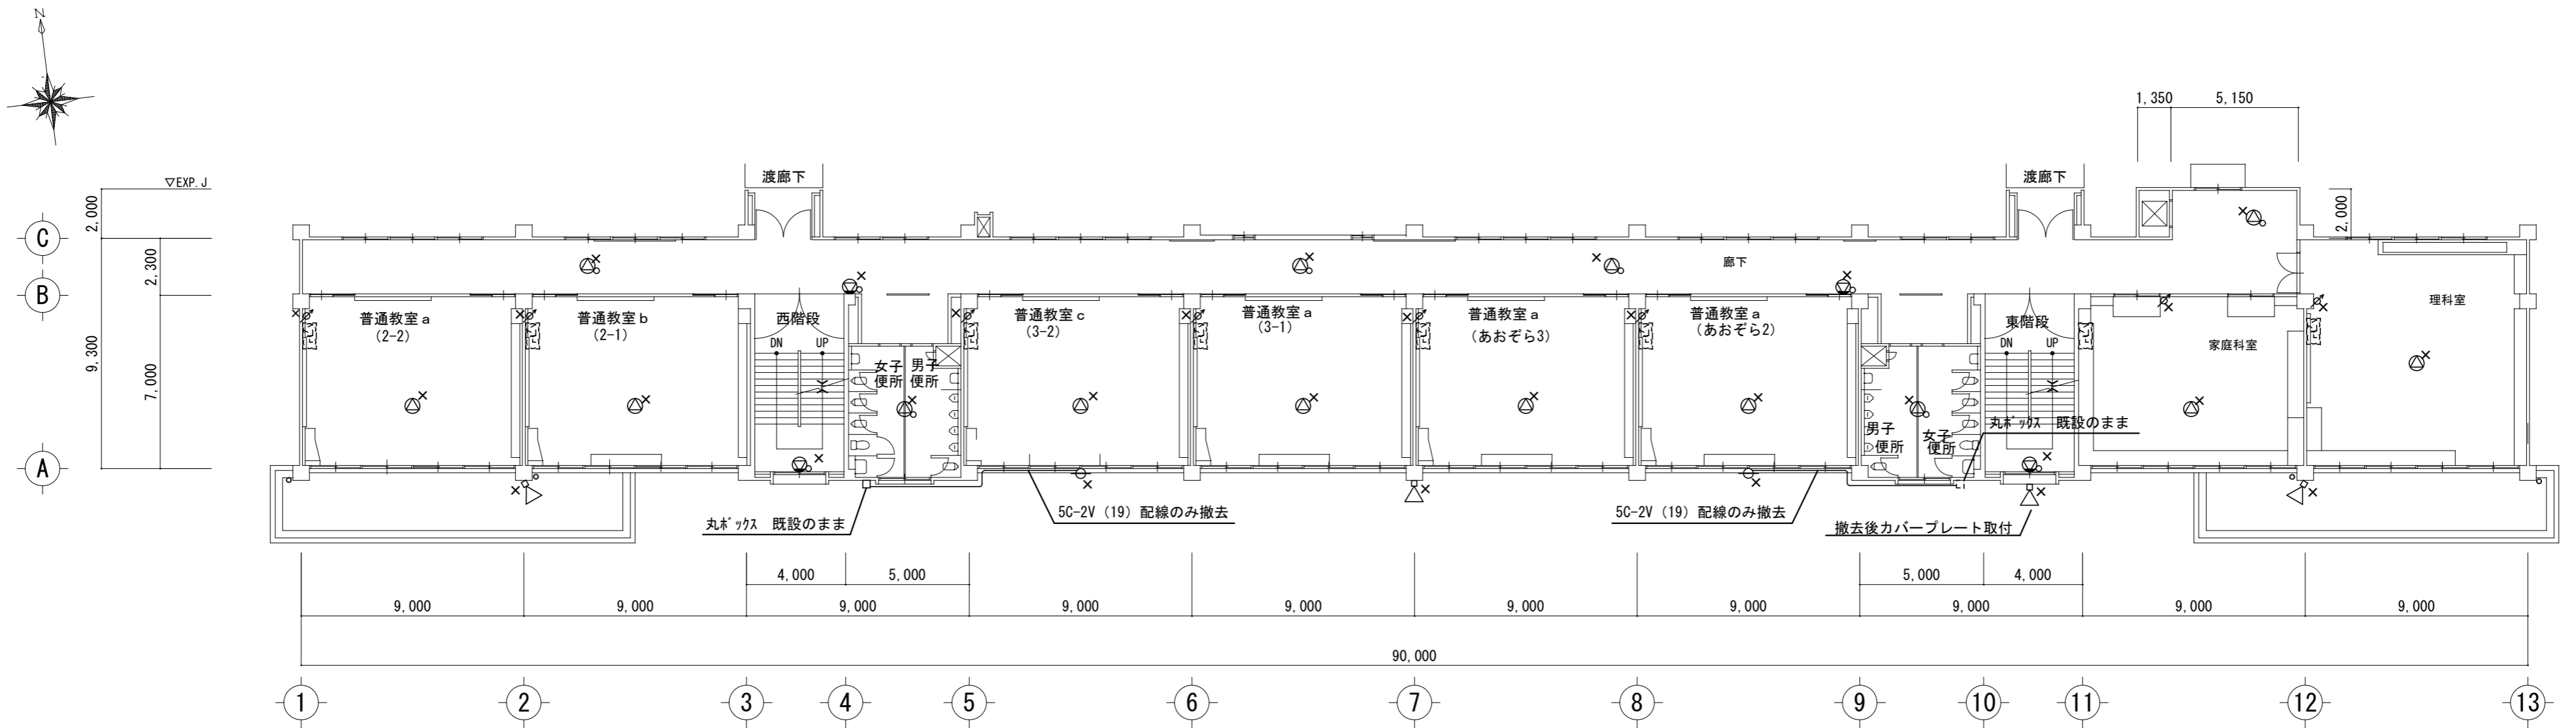 N
1,350
5,150
▽EXP.J
渡廊下
渡廊下
2,000
2,000
C
2,300
廊下
B
9,300
7,000
理科室
普通教室a
(2-2)
普通教室b
(2-1)
西階段
DN
UP
女子
便所
男子
便所
普通教室c
(3-2)
普通教室a
(3-1)
普通教室a
(あおぞら3)
普通教室a
(あおぞら2)
男子
便所
女子
便所
東階段
DN
UP
家庭科室
丸ボックス 既設のまま
A
丸ボックス 既設のまま
5C-2V (19) 配線のみ撤去
5C-2V (19) 配線のみ撤去
撤去後カバープレート取付
4,000
5,000
5,000
4,000
9,000
9,000
9,000
9,000
9,000
9,000
9,000
9,000
9,000
9,000
90,000
1
2
3
4
5
6
7
8
9
10
11
12
13